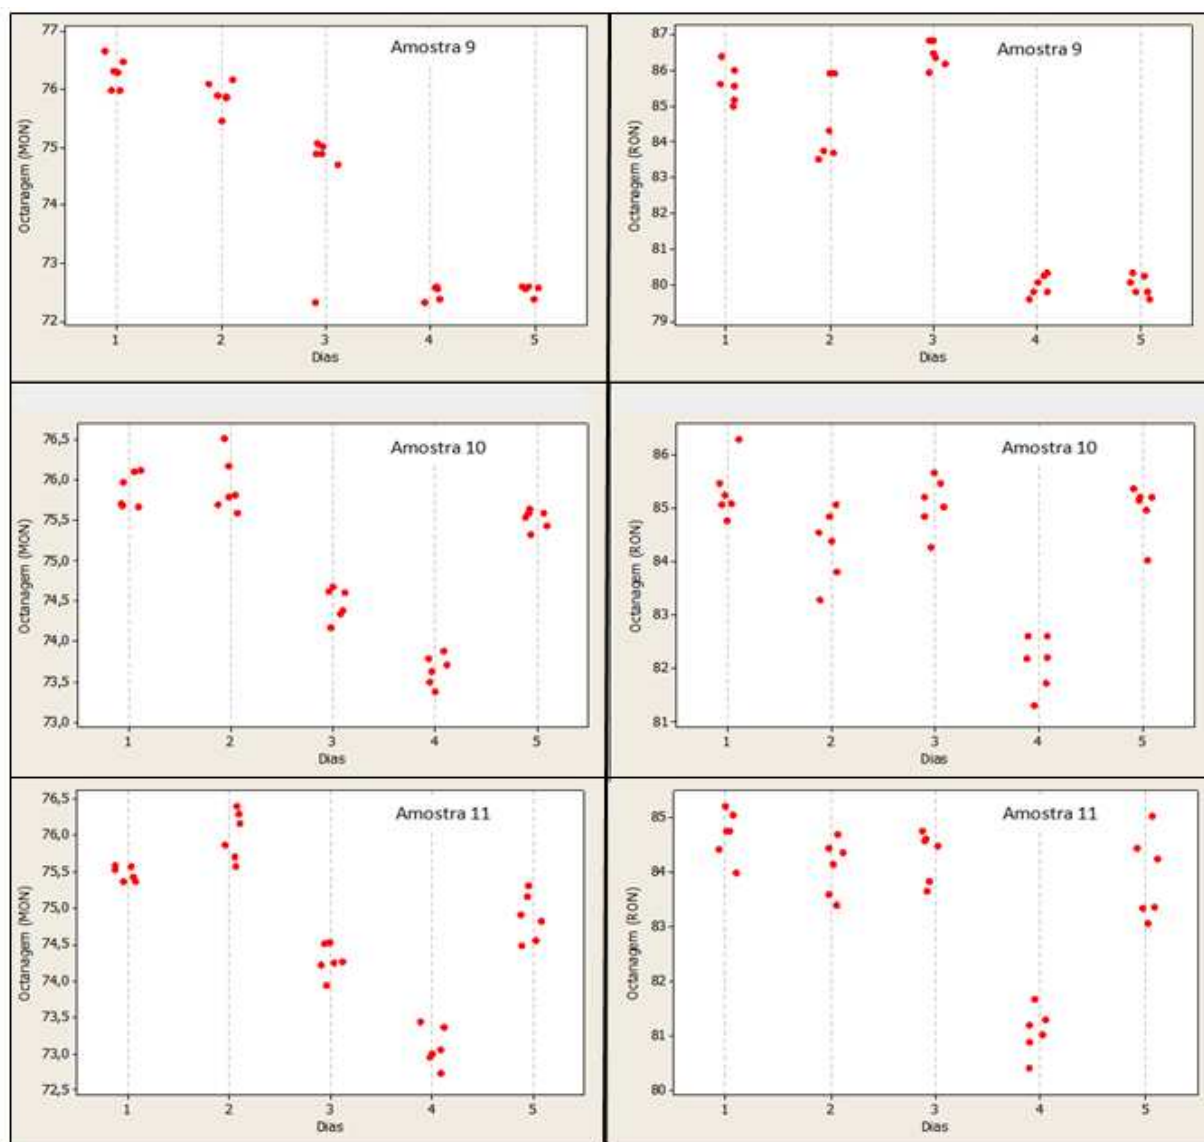 Amostra 9
77
76
75
74
73
72
Octanagem (MON)
1 2 3 4 5
Dias
Amostra 9
87
86
85
84
83
82
81
80
79
Octanagem (RON)
1 2 3 4 5
Dias
Amostra 10
76,5
76,0
75,5
75,0
74,5
74,0
73,5
73,0
Octanagem (MON)
1 2 3 4 5
Dias
Amostra 10
86
85
84
83
82
81
Octanagem (RON)
1 2 3 4 5
Dias
Amostra 11
76,5
76,0
75,5
75,0
74,5
74,0
73,5
73,0
72,5
Octanagem (MON)
1 2 3 4 5
Dias
Amostra 11
85
84
83
82
81
80
Octanagem (RON)
1 2 3 4 5
Dias